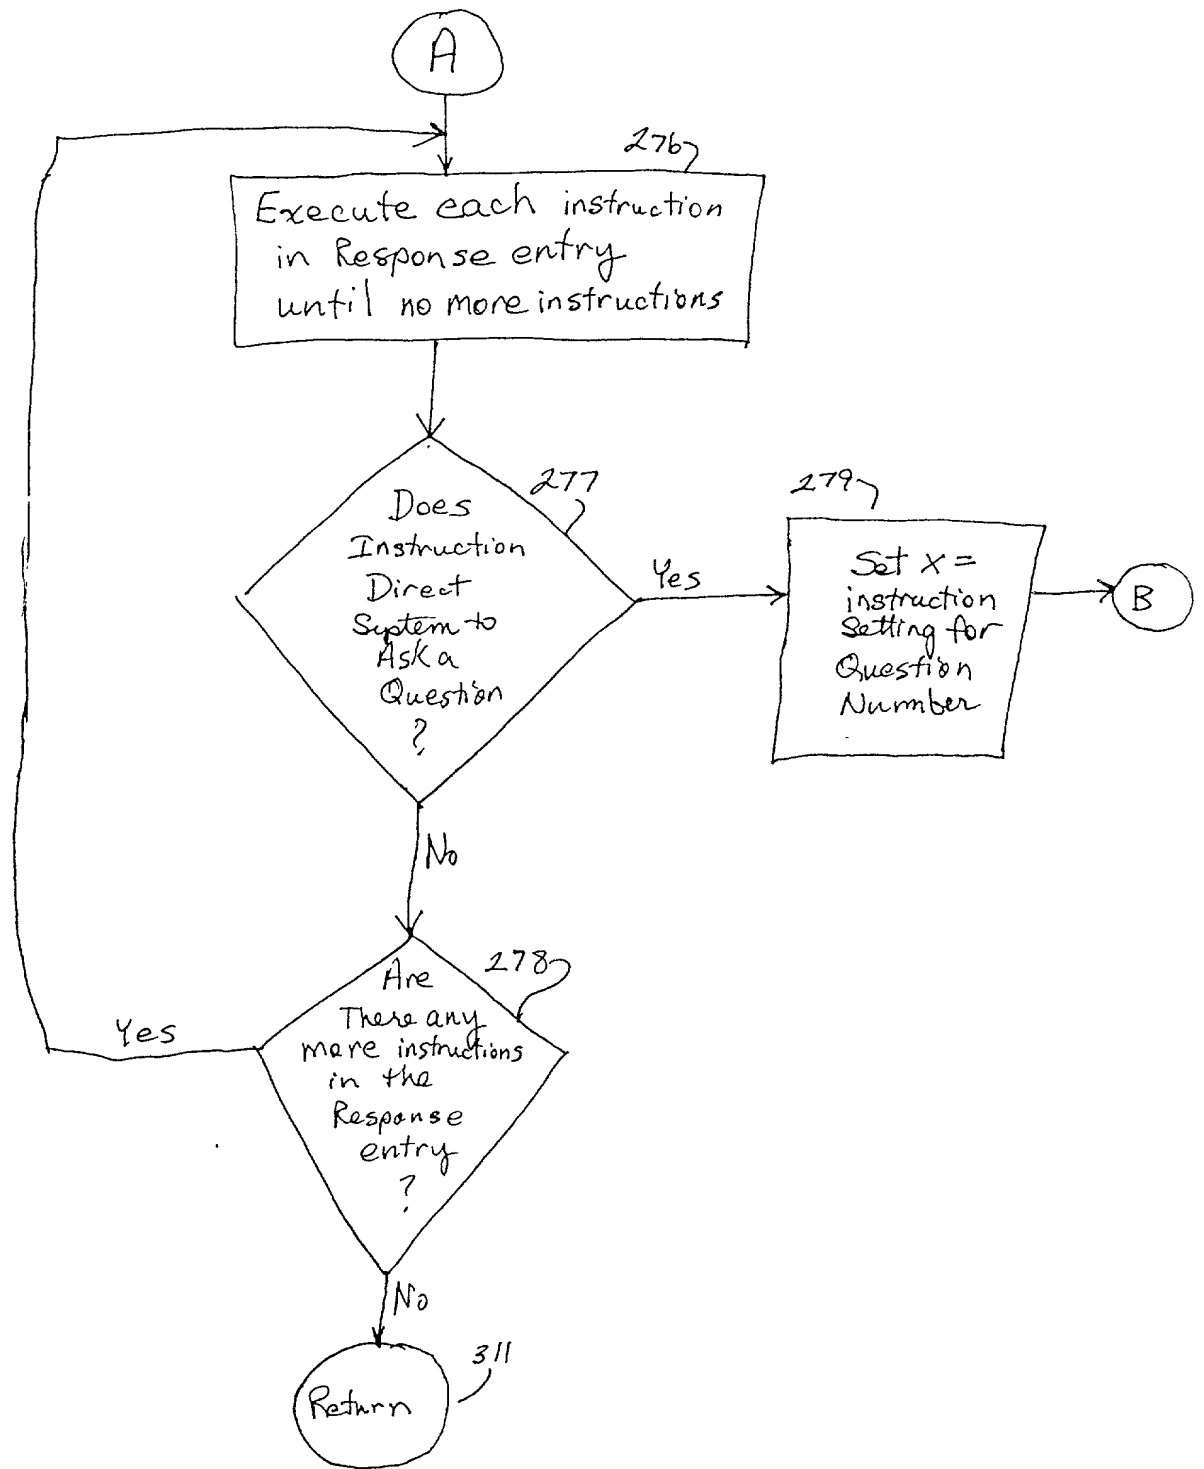 A
276
Execute each instruction
in Response entry
until no more instructions
277
Does
Instruction
Direct
System to
Ask a
Question
?
Yes
279
Set X =
instruction
Setting for
Question
Number
B
No
278
Are
There any
more instructions
in the
Response
entry
?
Yes
No
Return
311